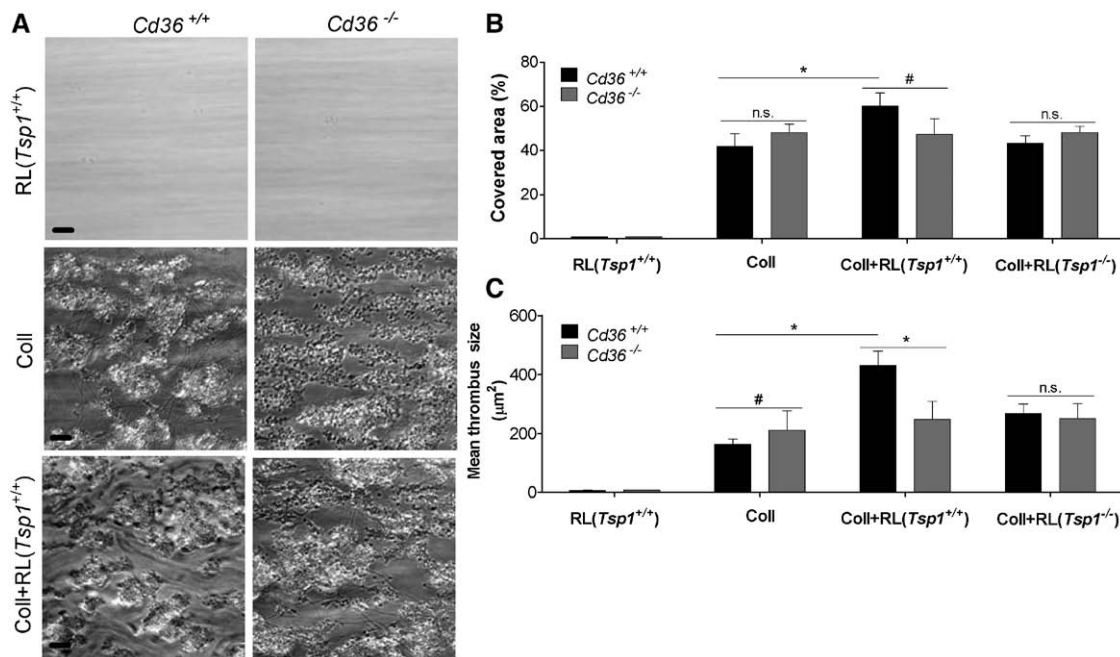 A
Cd36 +/+
Cd36 -/-
RL(Tsp1+/+)
Coll
Coll+RL(Tsp1+/+)
B
Covered area (%)
80
60
40
20
0
Cd36 +/+
Cd36 -/-
n.s.
*
#
n.s.
RL(Tsp1+/+)
Coll
Coll+RL(Tsp1+/+)
Coll+RL(Tsp1-/-)
C
Mean thrombus size
(μm²)
600
400
200
0
Cd36 +/+
Cd36 -/-
#
*
*
n.s.
RL(Tsp1+/+)
Coll
Coll+RL(Tsp1+/+)
Coll+RL(Tsp1-/-)